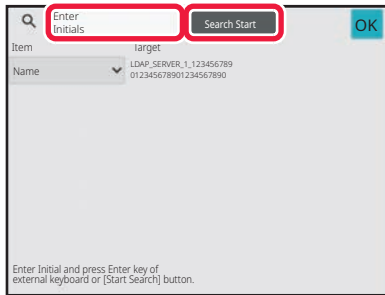 Enter
Initials
Search Start
OK
Item
Target
Name
LDAP_SERVER_1_123456789
012345678901234567890
Enter Initial and press Enter key of
external keyboard or [Start Search] button.